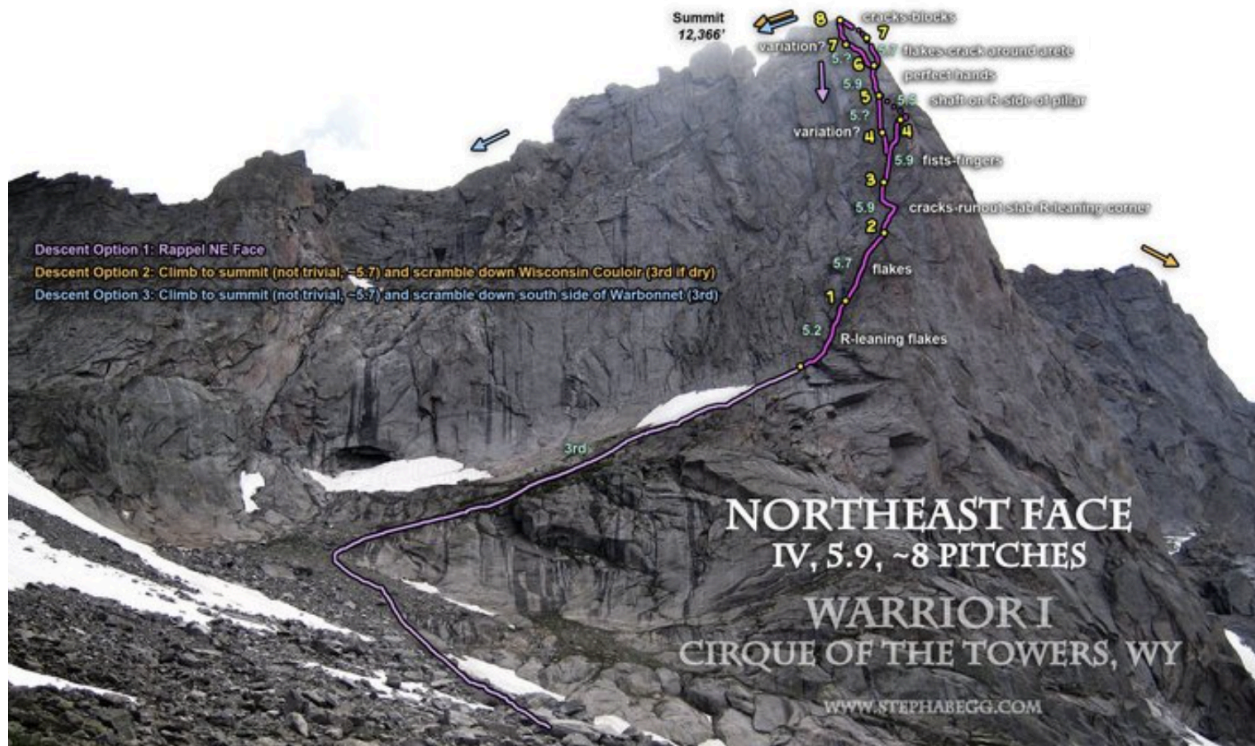 Summit
12,366'
8
cracks-blocks
7
variation?
7
5.7
flakes-crack around arete
5.?
6
perfect hands
5.9
5
5.5
shaft on R side of pillar
5.?
variation?
4
4
5.9
fists-fingers
3
5.9
cracks-runout slab-R-leaning corner
2
Descent Option 1: Rappel NE Face
Descent Option 2: Climb to summit (not trivial, ~5.7) and scramble down Wisconsin Couloir (3rd if dry)
Descent Option 3: Climb to summit (not trivial, ~5.7) and scramble down south side of Warbonnet (3rd)
5.7
flakes
1
5.2
R-leaning flakes
3rd
NORTHEAST FACE
IV, 5.9, ~8 PITCHES
WARRIOR I
CIRQUE OF THE TOWERS, WY
WWW.STEPHABEGG.COM